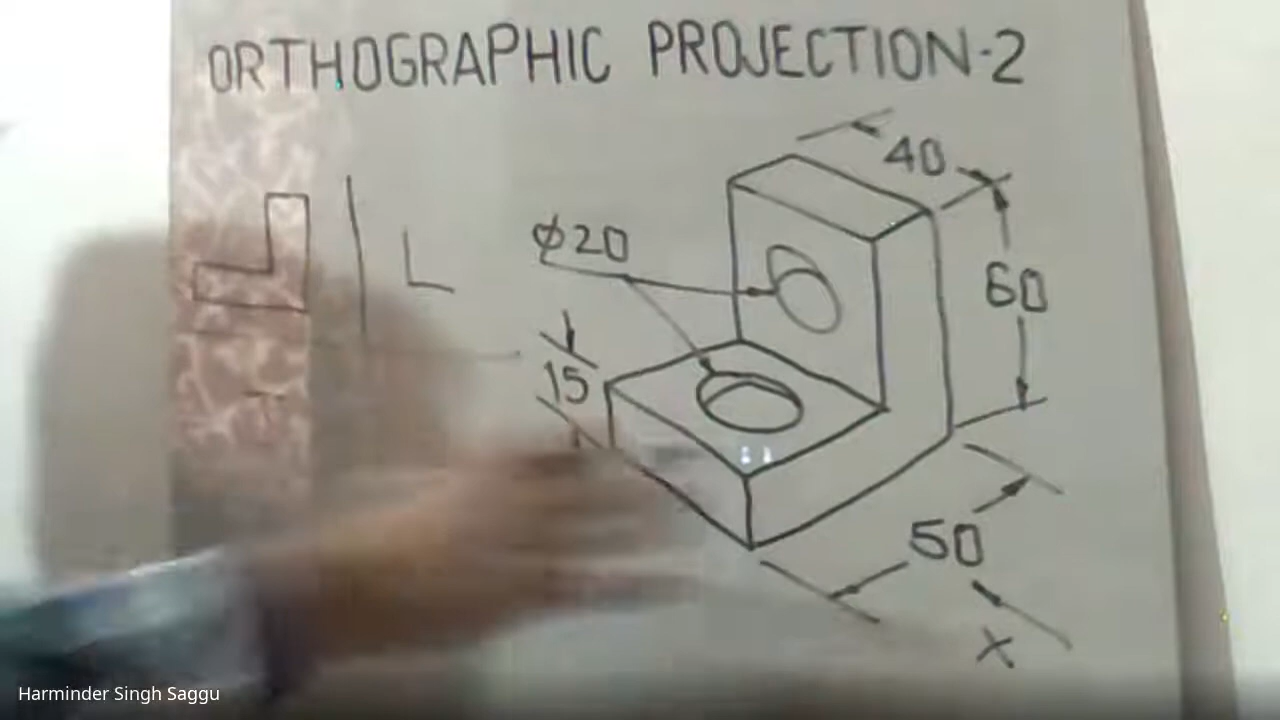 ORTHOGRAPHIC PROJECTION-2
40
φ20
L
60
15
50
X
Harminder Singh Saggu